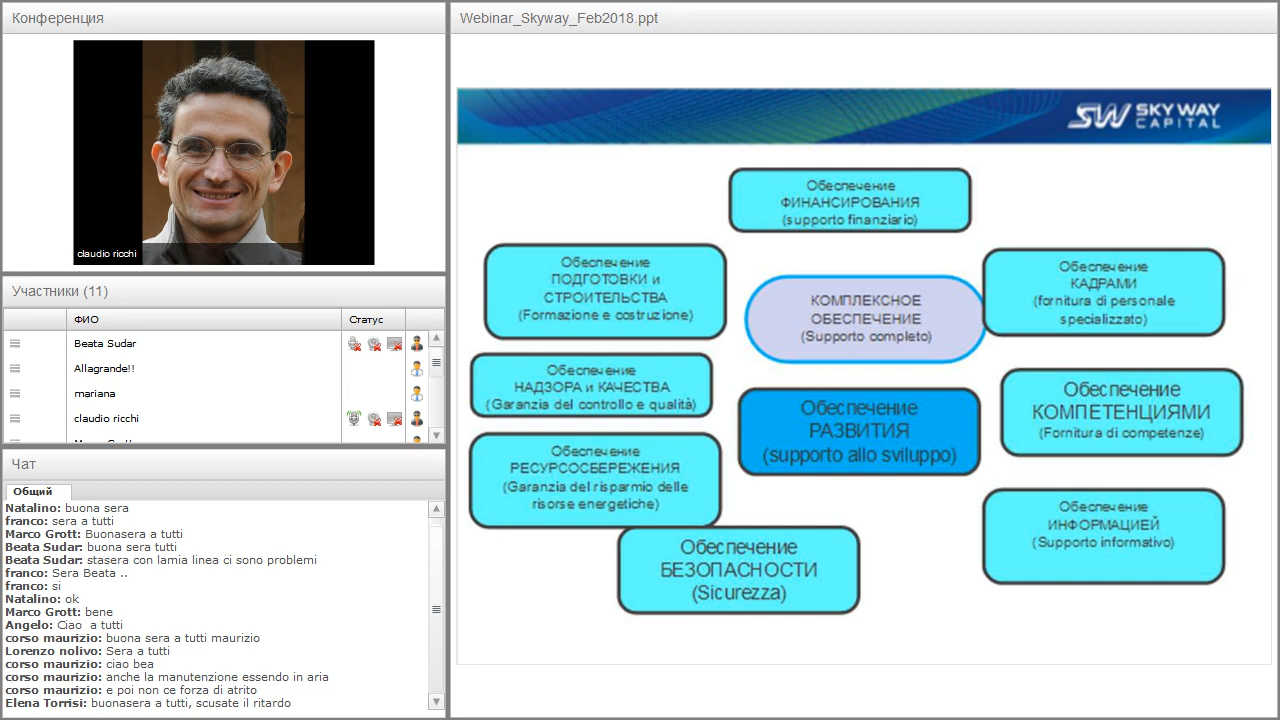 Конференция
claudio ricchi
Участники (11)
ФИО
Статус
Beata Sudar
Allagrande!!
mariana
claudio ricchi
Чат
Общий
Natalino: buona sera
franco: sera a tutti
Marco Grott: Buonasera a tutti
Beata Sudar: buona sera tutti
Beata Sudar: stasera con lamia linea ci sono problemi
franco: Sera Beata ..
franco: si
Natalino: ok
Marco Grott: bene
Angelo: Ciao  a tutti
corso maurizio: buona sera a tutti maurizio
Lorenzo nolivo: Sera a tutti
corso maurizio: ciao bea
corso maurizio: anche la manutenzione essendo in aria
corso maurizio: e poi non ce forza di atrito
Elena Torrisi: buonasera a tutti, scusate il ritardo
Webinar_Skyway_Feb2018.ppt
SW SKY WAY
CAPITAL
Обеспечение
ФИНАНСИРОВАНИЯ
(supporto finanziario)
Обеспечение
ПОДГОТОВКИ и
СТРОИТЕЛЬСТВА
(Formazione e costruzione)
КОМПЛЕКСНОЕ
ОБЕСПЕЧЕНИЕ
(Supporto completo)
Обеспечение
КАДРАМИ
(fornitura di personale
specializzato)
Обеспечение
НАДЗОРА и КАЧЕСТВА
(Garanzia del controllo e qualità)
Обеспечение
РАЗВИТИЯ
(supporto allo sviluppo)
Обеспечение
КОМПЕТЕНЦИЯМИ
(Fornitura di competenze)
Обеспечение
РЕСУРСОСБЕРЕЖЕНИЯ
(Garanzia del risparmio delle
risorse energetiche)
Обеспечение
ИНФОРМАЦИЕЙ
(Supporto informativo)
Обеспечение
БЕЗОПАСНОСТИ
(Sicurezza)